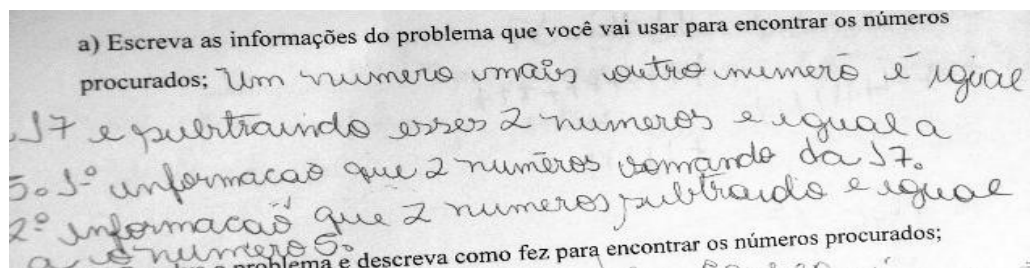 a) Escreva as informações do problema que você vai usar para encontrar os números
procurados; Um numero mais outro numero é igual
17 e subtraindo esses 2 numeros e igual a
5. 1º informacao que 2 numeros somando da 17.
2º informacaõ que 2 numeros subtraido e igual
a o numero 5.
problema e descreva como fez para encontrar os números procurados;